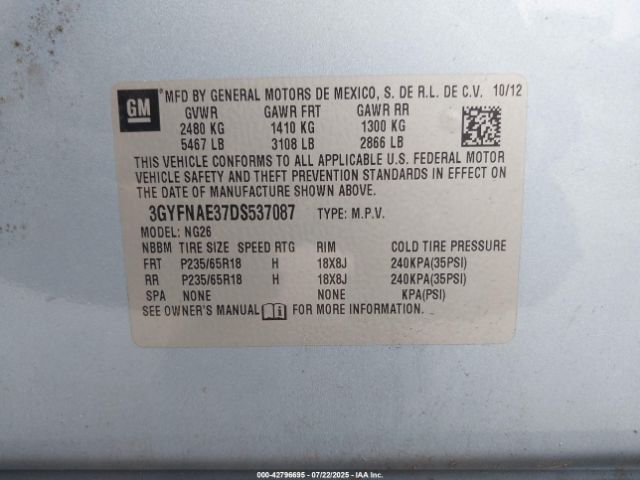 GM
MFD BY GENERAL MOTORS DE MEXICO, S. DE R.L. DE C.V. 10/12
GVWR GAWR FRT GAWR RR
2480 KG 1410 KG 1300 KG
5467 LB 3108 LB 2866 LB
THIS VEHICLE CONFORMS TO ALL APPLICABLE U.S. FEDERAL MOTOR
VEHICLE SAFETY AND THEFT PREVENTION STANDARDS IN EFFECT ON
THE DATE OF MANUFACTURE SHOWN ABOVE.
3GYFNAE37DS537087 TYPE: M.P.V.
MODEL: NG26
NBBM TIRE SIZE SPEED RTG RIM COLD TIRE PRESSURE
FRT P235/65R18 H 18X8J 240KPA(35PSI)
RR P235/65R18 H 18X8J 240KPA(35PSI)
SPA NONE NONE KPA(PSI)
SEE OWNER'S MANUAL FOR MORE INFORMATION.
000-42796695 - 07/22/2025 - IAA, Inc.